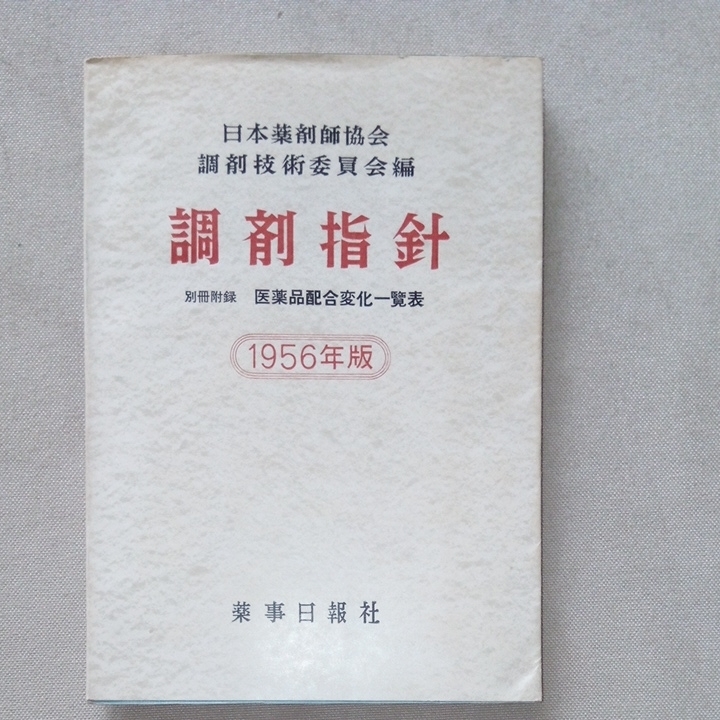 日本薬剤師協会
調剤技術委員会編
調剤指針
別冊附録 医薬品配合変化一覽表
1956年版
薬事日報社